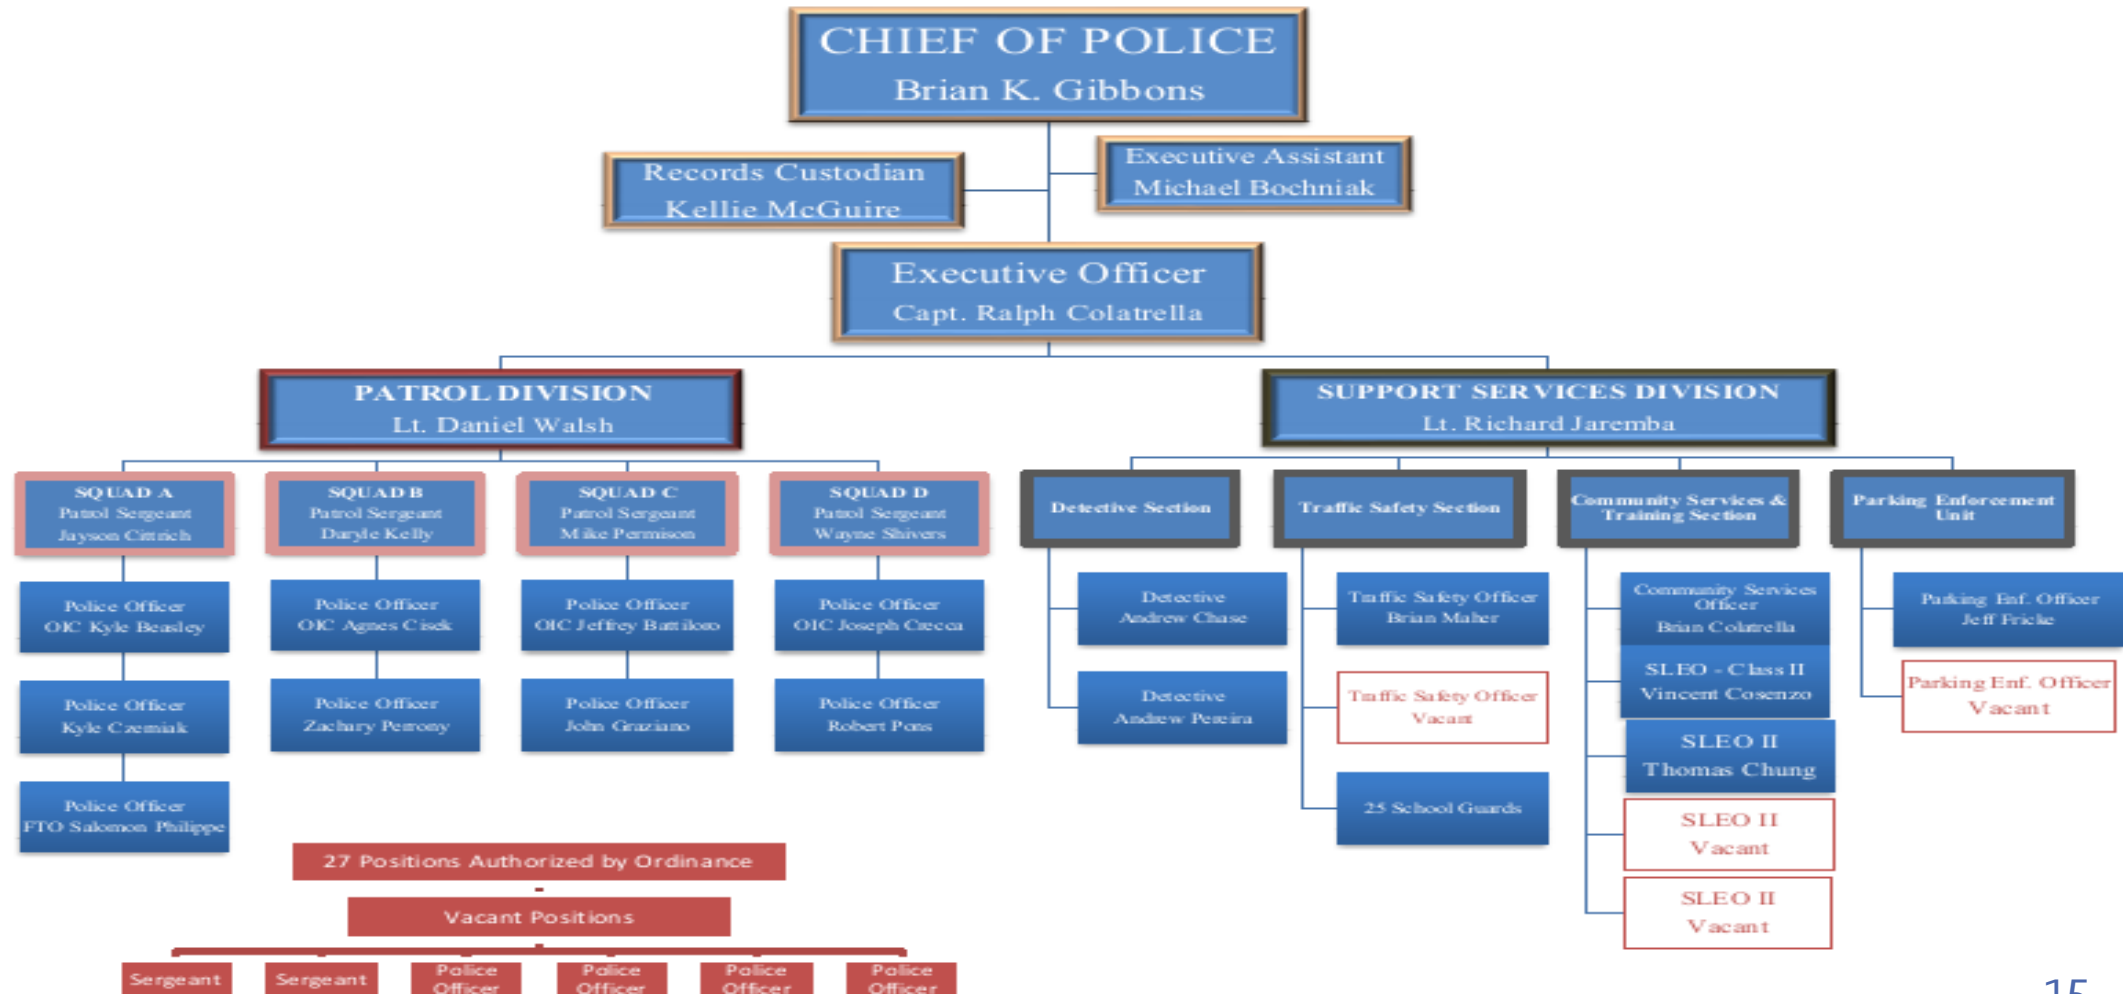 CHIEF OF POLICE
Brian K. Gibbons
Records Custodian
Kellie McGuire
Executive Assistant
Michael Bochniak
Executive Officer
Capt. Ralph Colatrella
PATROL DIVISION
Lt. Daniel Walsh
SQUAD A
Patrol Sergeant
Jayson Cittrich
Police Officer
OIC Kyle Beasley
Police Officer
Kyle Czerniak
Police Officer
FTO Salomon Philippe
SQUAD B
Patrol Sergeant
Daryle Kelly
Police Officer
OIC Agnes Cisek
Police Officer
Zachary Perrony
SQUAD C
Patrol Sergeant
Mike Permison
Police Officer
OIC Jeffrey Battiloro
Police Officer
John Graziano
SQUAD D
Patrol Sergeant
Wayne Shivers
Police Officer
OIC Joseph Crecca
Police Officer
Robert Pons
SUPPORT SERVICES DIVISION
Lt. Richard Jaremba
Detective Section
Detective
Andrew Chase
Detective
Andrew Pereira
Traffic Safety Section
Traffic Safety Officer
Brian Maher
Traffic Safety Officer
Vacant
25 School Guards
Community Services &
Training Section
Community Services
Officer
Brian Colatrella
SLEO - Class II
Vincent Cosenzo
SLEO II
Thomas Chung
SLEO II
Vacant
SLEO II
Vacant
Parking Enforcement
Unit
Parking Enf. Officer
Jeff Fricke
Parking Enf. Officer
Vacant
27 Positions Authorized by Ordinance
Vacant Positions
Sergeant
Sergeant
Police
Officer
Police
Officer
Police
Officer
Police
Officer
15